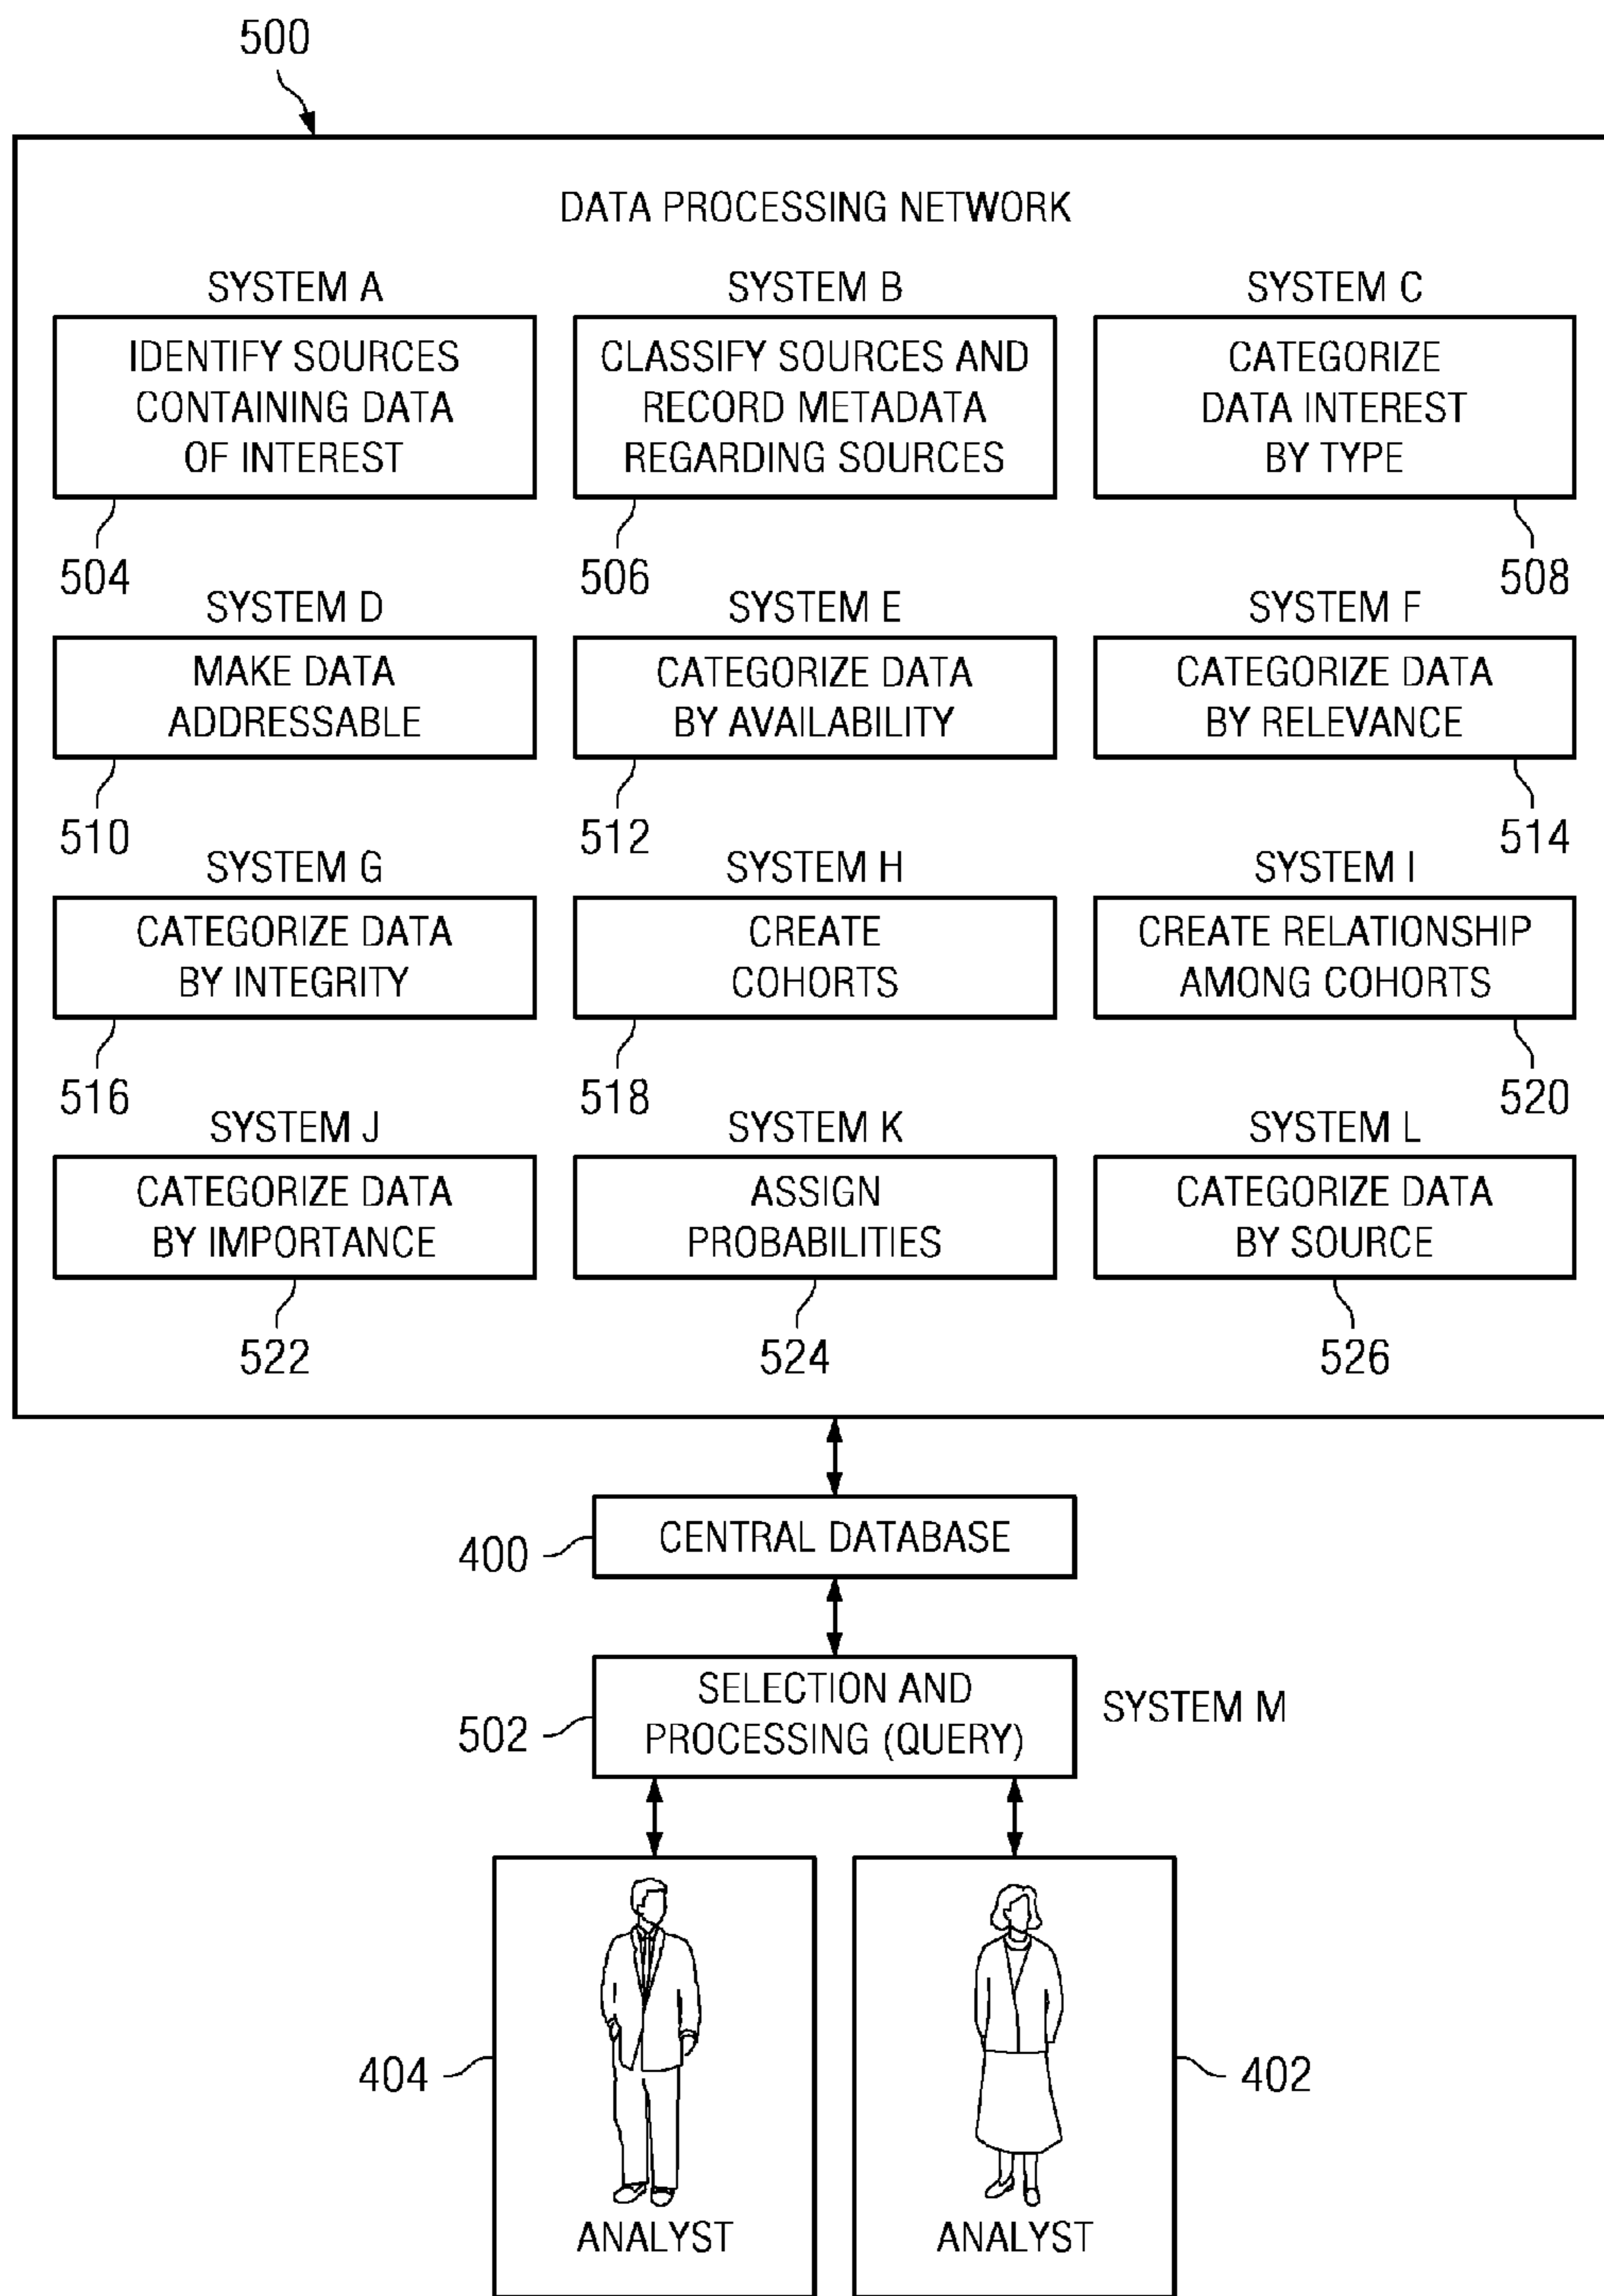 500
DATA PROCESSING NETWORK
SYSTEM A
IDENTIFY SOURCES
CONTAINING DATA
OF INTEREST
504
SYSTEM B
CLASSIFY SOURCES AND
RECORD METADATA
REGARDING SOURCES
506
SYSTEM C
CATEGORIZE
DATA INTEREST
BY TYPE
508
SYSTEM D
MAKE DATA
ADDRESSABLE
510
SYSTEM E
CATEGORIZE DATA
BY AVAILABILITY
512
SYSTEM F
CATEGORIZE DATA
BY RELEVANCE
514
SYSTEM G
CATEGORIZE DATA
BY INTEGRITY
516
SYSTEM H
CREATE
COHORTS
518
SYSTEM I
CREATE RELATIONSHIP
AMONG COHORTS
520
SYSTEM J
CATEGORIZE DATA
BY IMPORTANCE
522
SYSTEM K
ASSIGN
PROBABILITIES
524
SYSTEM L
CATEGORIZE DATA
BY SOURCE
526
400
CENTRAL DATABASE
502
SELECTION AND
PROCESSING (QUERY)
SYSTEM M
404
ANALYST
402
ANALYST